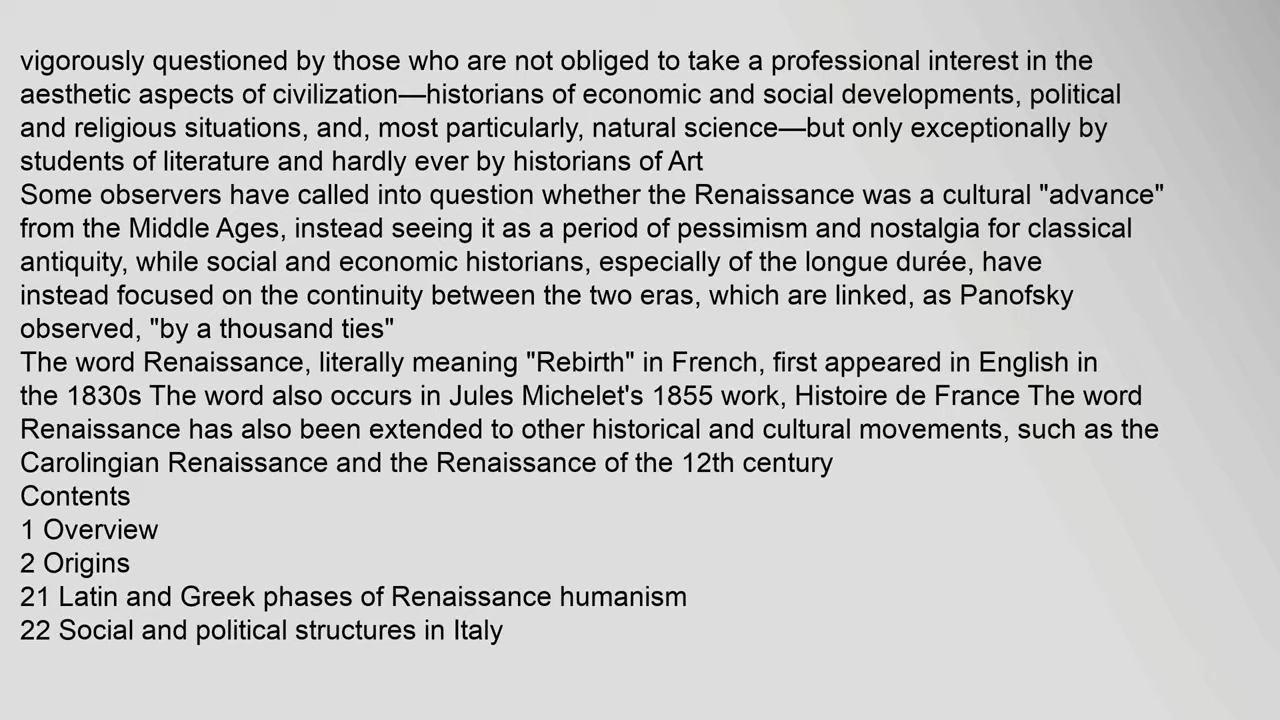 vigorously questioned by those who are not obliged to take a professional interest in the
aesthetic aspects of civilization—historians of economic and social developments, political
and religious situations, and, most particularly, natural science—but only exceptionally by
students of literature and hardly ever by historians of Art
Some observers have called into question whether the Renaissance was a cultural "advance"
from the Middle Ages, instead seeing it as a period of pessimism and nostalgia for classical
antiquity, while social and economic historians, especially of the longue durée, have
instead focused on the continuity between the two eras, which are linked, as Panofsky
observed, "by a thousand ties"
The word Renaissance, literally meaning "Rebirth" in French, first appeared in English in
the 1830s The word also occurs in Jules Michelet's 1855 work, Histoire de France The word
Renaissance has also been extended to other historical and cultural movements, such as the
Carolingian Renaissance and the Renaissance of the 12th century
Contents
1 Overview
2 Origins
21 Latin and Greek phases of Renaissance humanism
22 Social and political structures in Italy